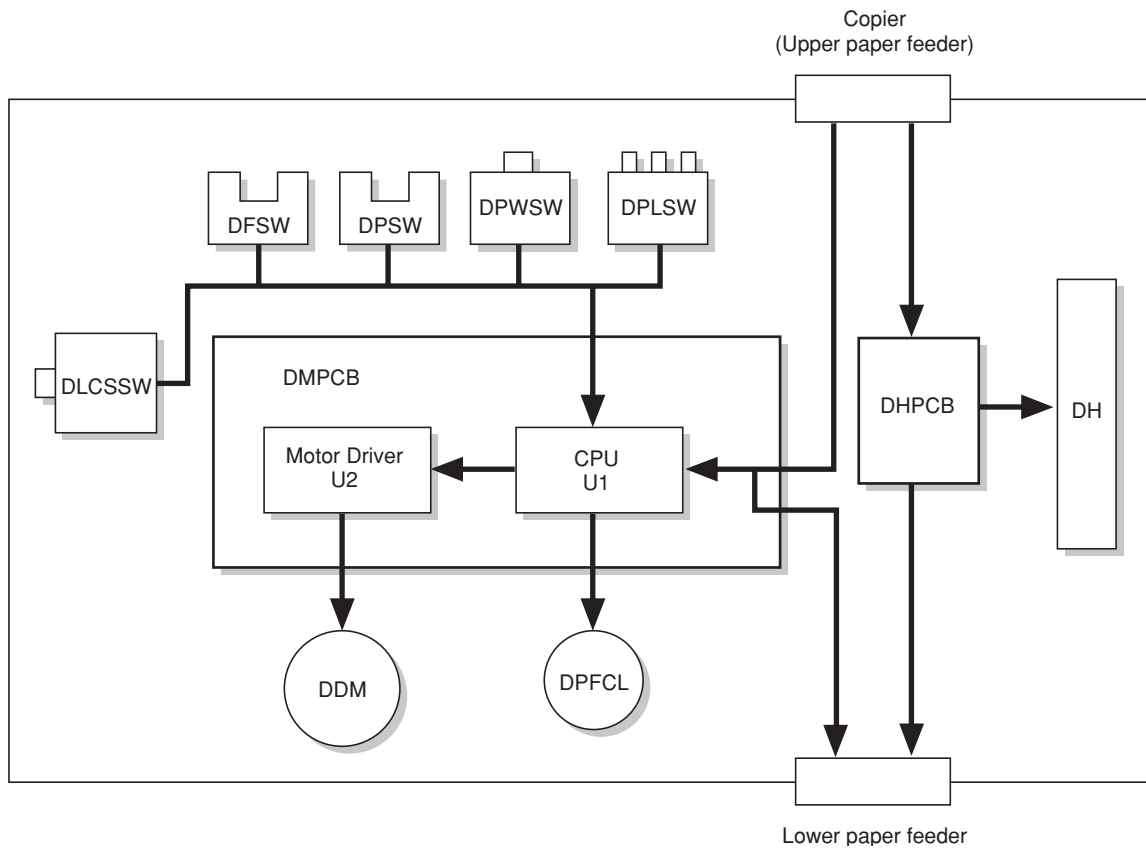 Copier
(Upper paper feeder)
DFSW
DPSW
DPWSW
DPLSW
DLCSSW
DMPCB
DHPCB
DH
Motor Driver
U2
CPU
U1
DDM
DPFCL
Lower paper feeder